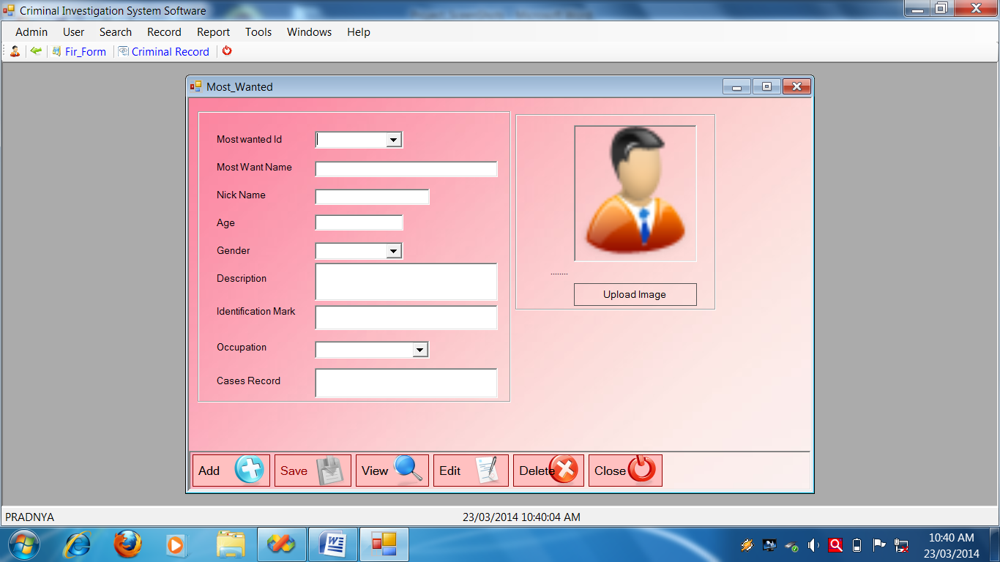 Criminal Investigation System Software
Admin User Search Record Report Tools Windows Help
Fir_Form Criminal Record
Most_Wanted
Most wanted Id
Most Want Name
Nick Name
Age
Gender
Description
Identification Mark
Occupation
Cases Record
........
Upload Image
Add Save View Edit Delete Close
PRADNYA 23/03/2014 10:40:04 AM
10:40 AM
23/03/2014